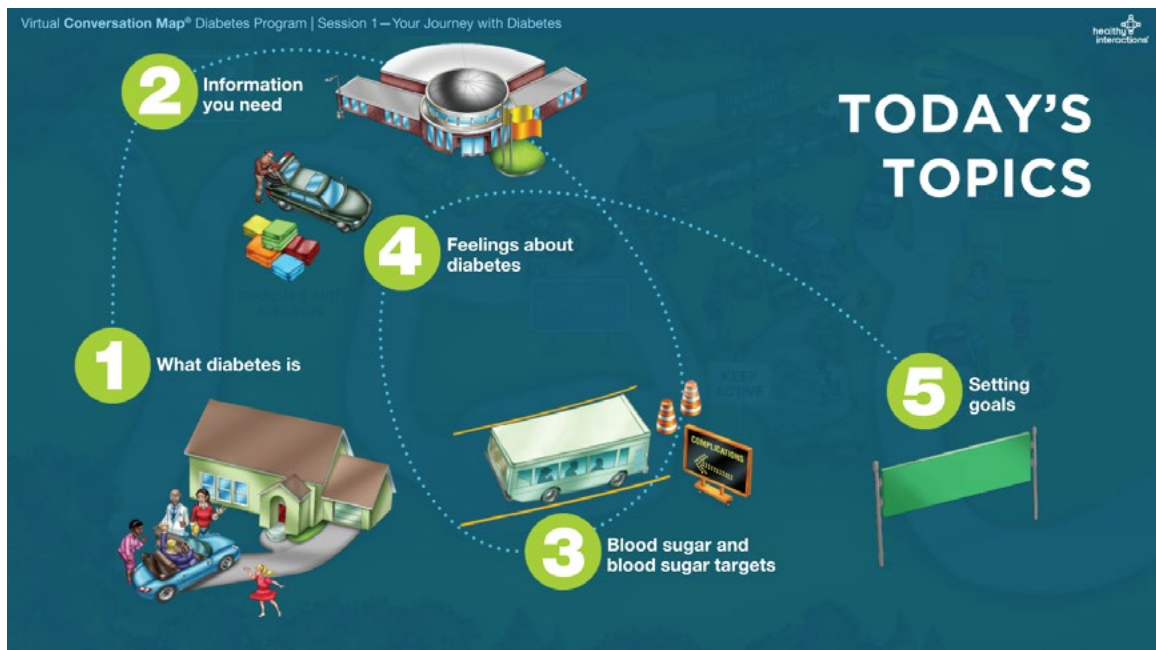 Virtual Conversation Map® Diabetes Program | Session 1—Your Journey with Diabetes
healthy
interactions®
TODAY'S
TOPICS
1
What diabetes is
2
Information
you need
3
Blood sugar and
blood sugar targets
4
Feelings about
diabetes
5
Setting
goals
COMPLICATIONS
KEEP
ACTIVE